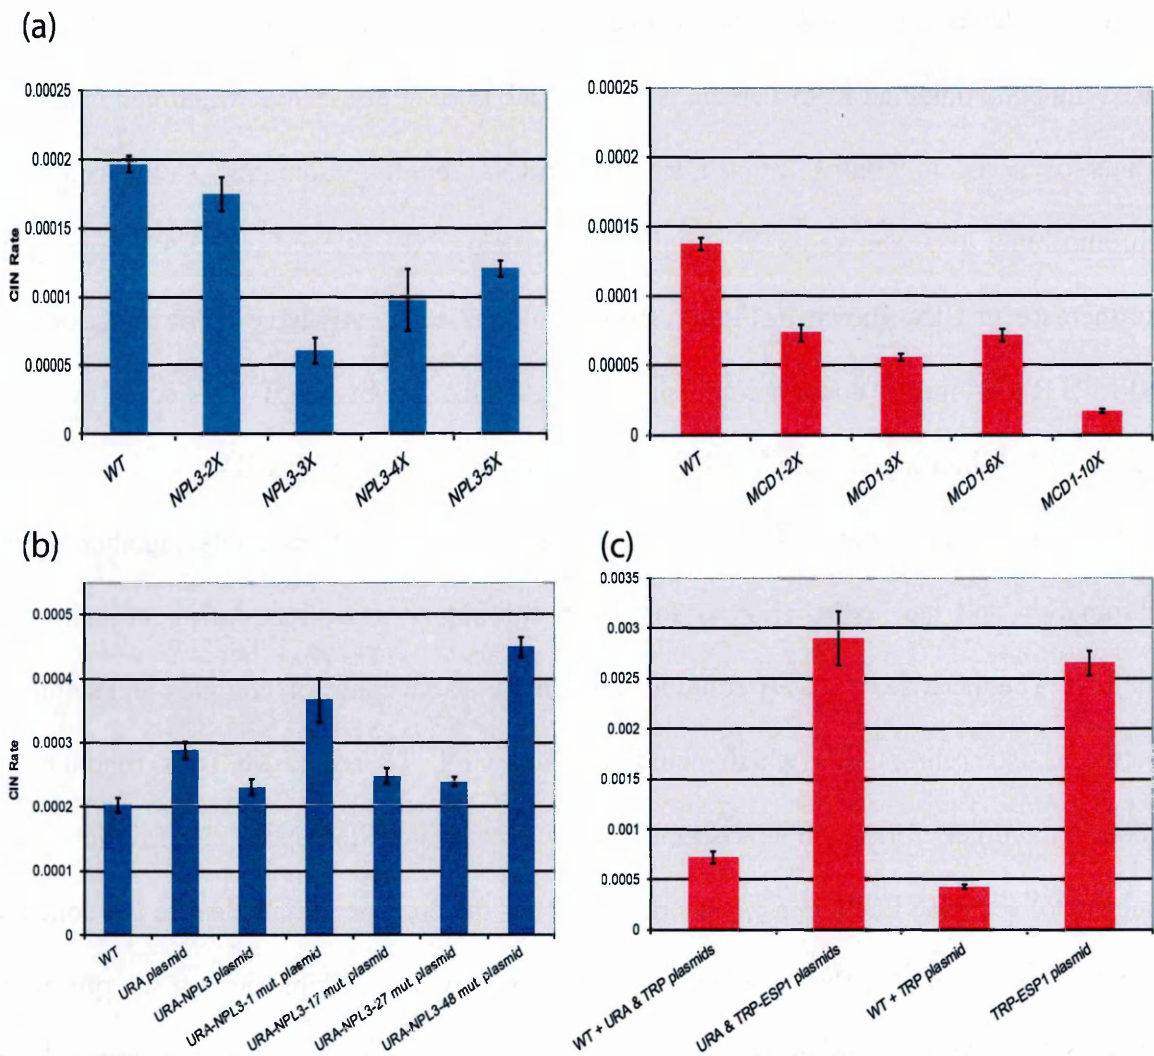 (a)
0.00025
0.0002
0.00015
0.0001
0.00005
0
CIN Rate
WT
NPL3-2X
NPL3-3X
NPL3-4X
NPL3-5X
0.00025
0.0002
0.00015
0.0001
0.00005
0
WT
MCD1-2X
MCD1-3X
MCD1-6X
MCD1-10X
(b)
0.0005
0.0004
0.0003
0.0002
0.0001
0
CIN Rate
WT
URA plasmid
URA-NPL3 plasmid
URA-NPL3-1 mut. plasmid
URA-NPL3-17 mut. plasmid
URA-NPL3-27 mut. plasmid
URA-NPL3-48 mut. plasmid
(c)
0.0035
0.003
0.0025
0.002
0.0015
0.001
0.0005
0
WT + URA & TRP plasmids
URA & TRP-ESP1 plasmids
WT + TRP plasmid
TRP-ESP1 plasmid